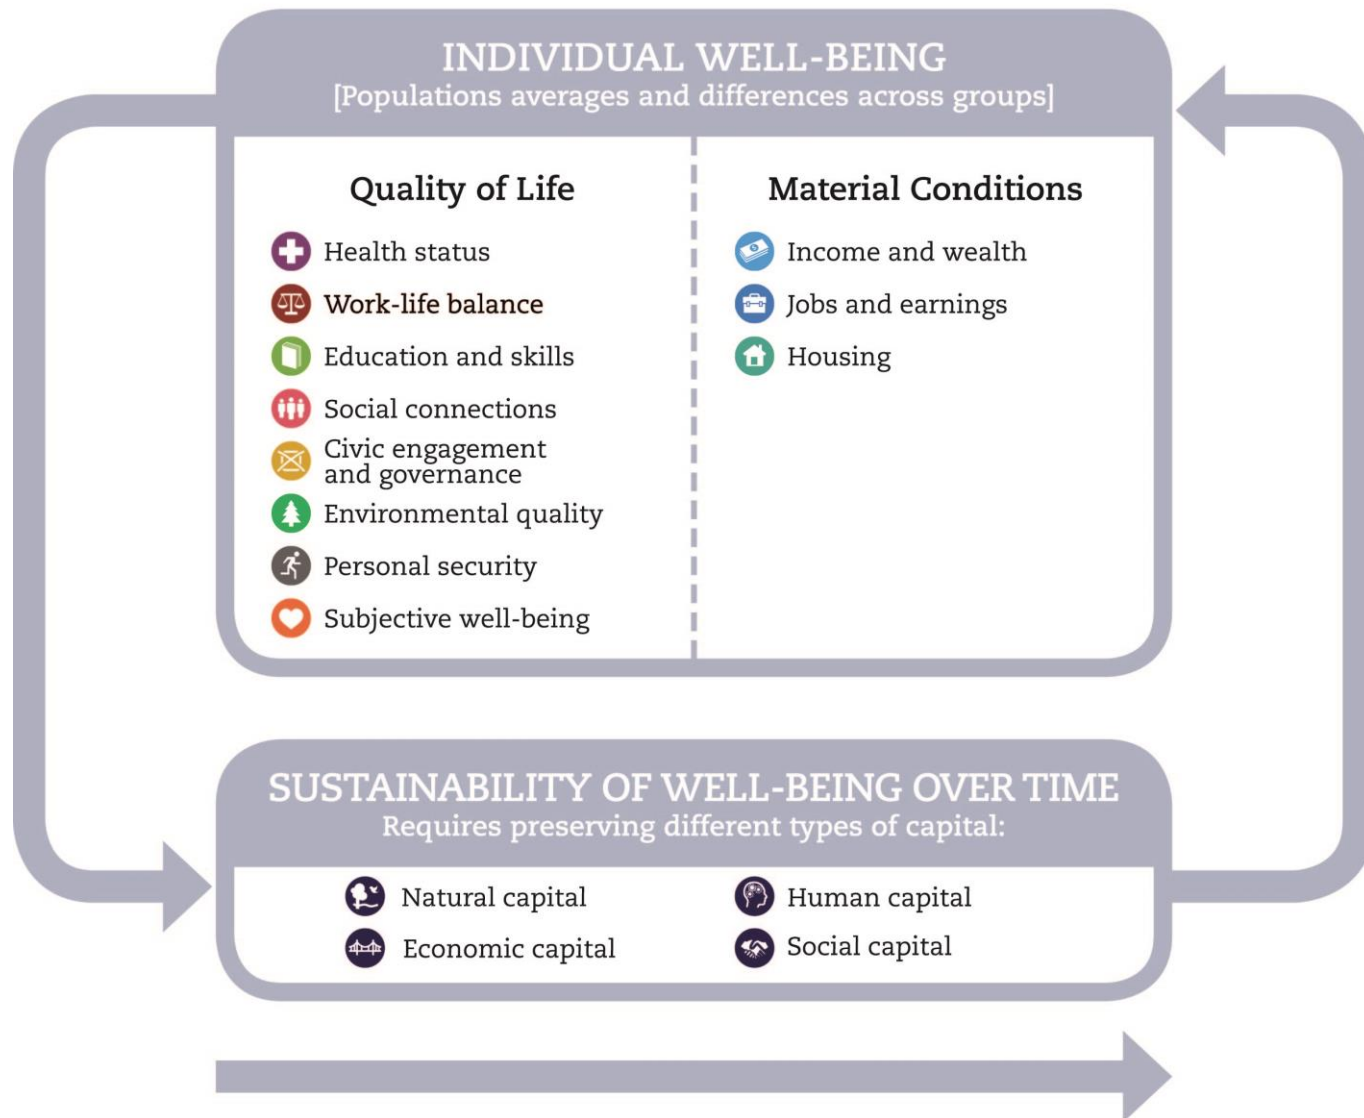 INDIVIDUAL WELL-BEING
[Populations averages and differences across groups]
Quality of Life
Health status
Work-life balance
Education and skills
Social connections
Civic engagement
and governance
Environmental quality
Personal security
Subjective well-being
Material Conditions
Income and wealth
Jobs and earnings
Housing
SUSTAINABILITY OF WELL-BEING OVER TIME
Requires preserving different types of capital:
Natural capital
Economic capital
Human capital
Social capital